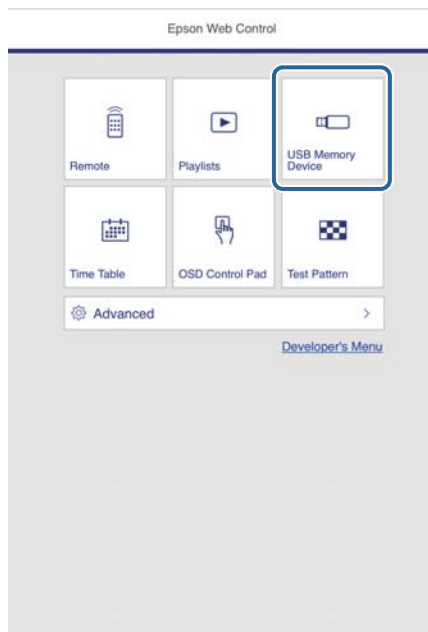 Epson Web Control
Remote
Playlists
USB Memory
Device
Time Table
OSD Control Pad
Test Pattern
Advanced
Developer's Menu